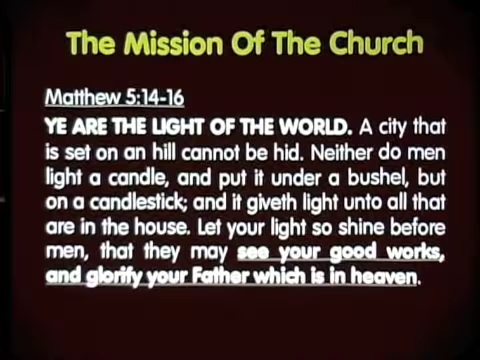 The Mission Of The Church
Matthew 5:14-16
YE ARE THE LIGHT OF THE WORLD. A city that
is set on an hill cannot be hid. Neither do men
light a candle, and put it under a bushel, but
on a candlestick; and it giveth light unto all that
are in the house. Let your light so shine before
men, that they may see your good works,
and glorify your Father which is in heaven.